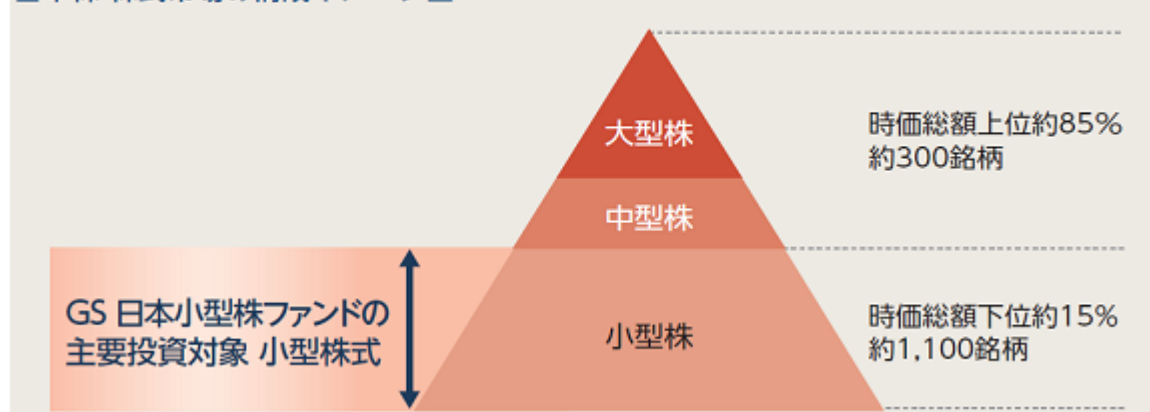 大型株
時価総額上位約85%
約300銘柄
中型株
GS 日本小型株ファンドの
主要投資対象 小型株式
小型株
時価総額下位約15%
約1,100銘柄